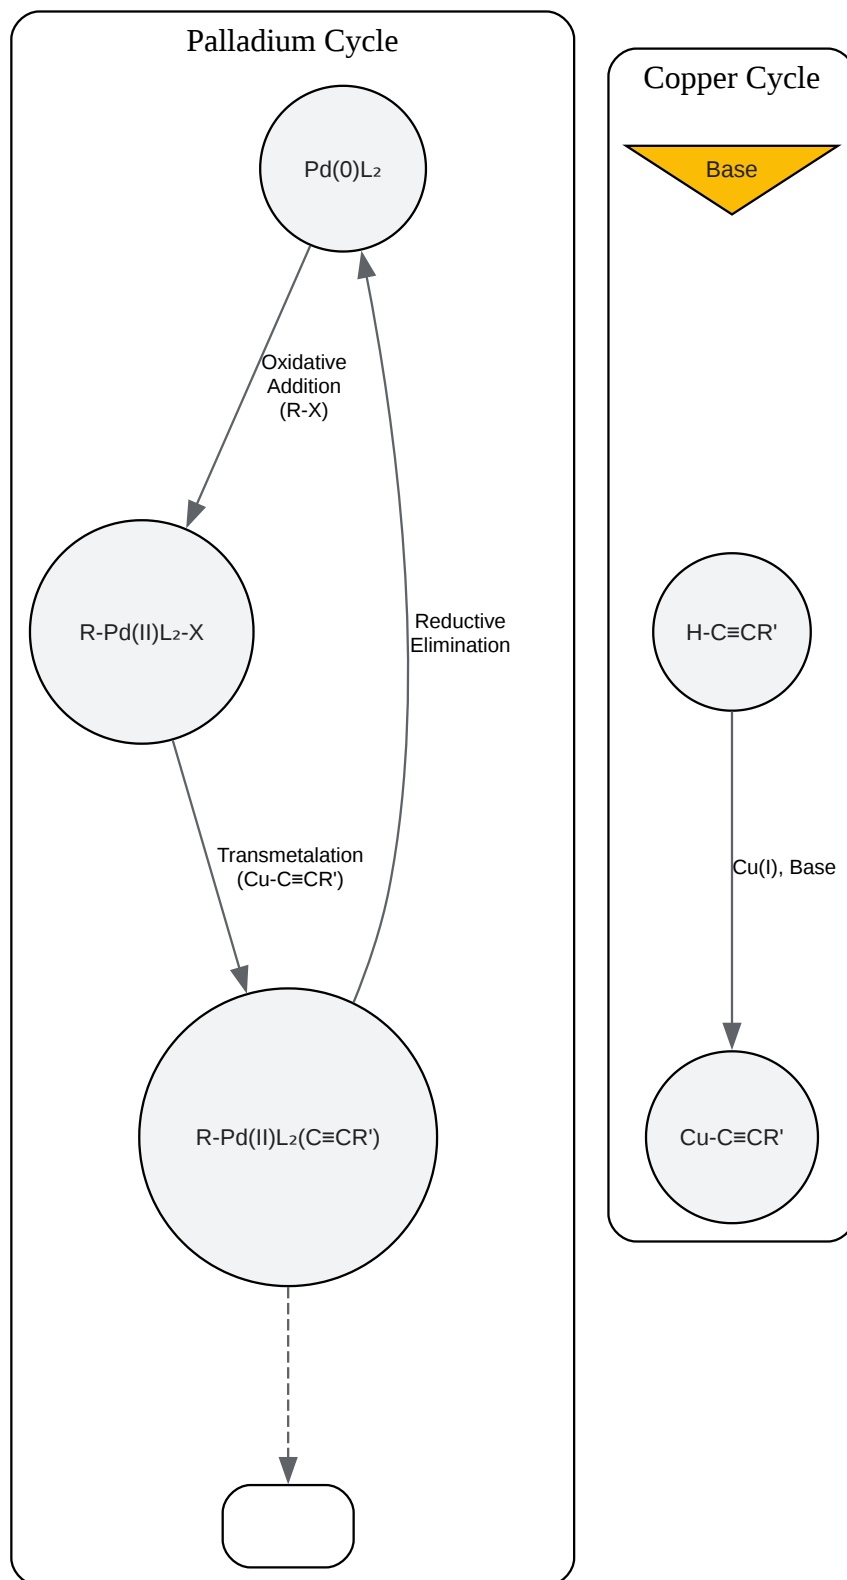 Palladium Cycle
Pd(0)L₂
Oxidative
Addition
(R-X)
R-Pd(II)L₂-X
Reductive
Elimination
Transmetalation
(Cu-C≡CR')
R-Pd(II)L₂(C≡CR')
Copper Cycle
Base
H-C≡CR'
Cu(I), Base
Cu-C≡CR'